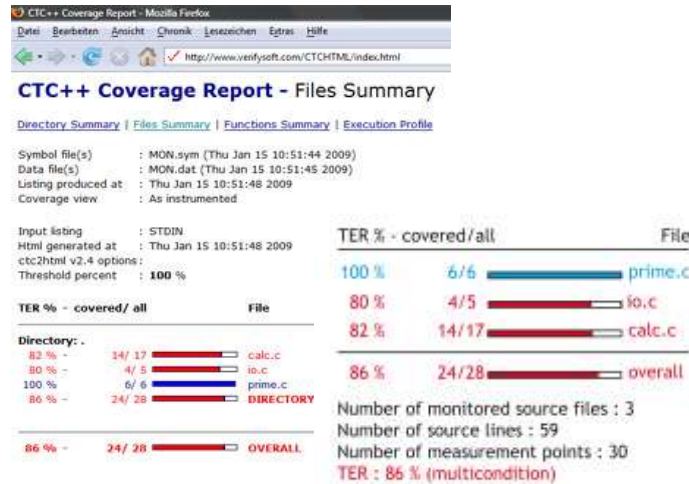 CTC++ Coverage Report - Mozilla Firefox
Datei Bearbeiten Ansicht Chronik Lesezeichen Extras Hilfe
http://www.verifysoft.com/CTCHTML/index.html
CTC++ Coverage Report - Files Summary
Directory Summary | Files Summary | Functions Summary | Execution Profile
Symbol file(s) : MON.sym (Thu Jan 15 10:51:44 2009)
Data file(s) : MON.dat (Thu Jan 15 10:51:45 2009)
Listing produced at : Thu Jan 15 10:51:48 2009
Coverage view : As instrumented
Input listing : STDIN
Html generated at : Thu Jan 15 10:51:48 2009
ctc2html v2.4 options :
Threshold percent : 100 %
TER % - covered/ all File
Directory: .
82 % - 14/ 17 calc.c
80 % - 4/ 5 io.c
100 % 6/ 6 prime.c
86 % - 24/ 28 DIRECTORY
86 % - 24/ 28 OVERALL
TER % - covered/all File
100 % 6/6 prime.c
80 % 4/5 io.c
82 % 14/17 calc.c
86 % 24/28 overall
Number of monitored source files : 3
Number of source lines : 59
Number of measurement points : 30
TER : 86 % (multicondition)